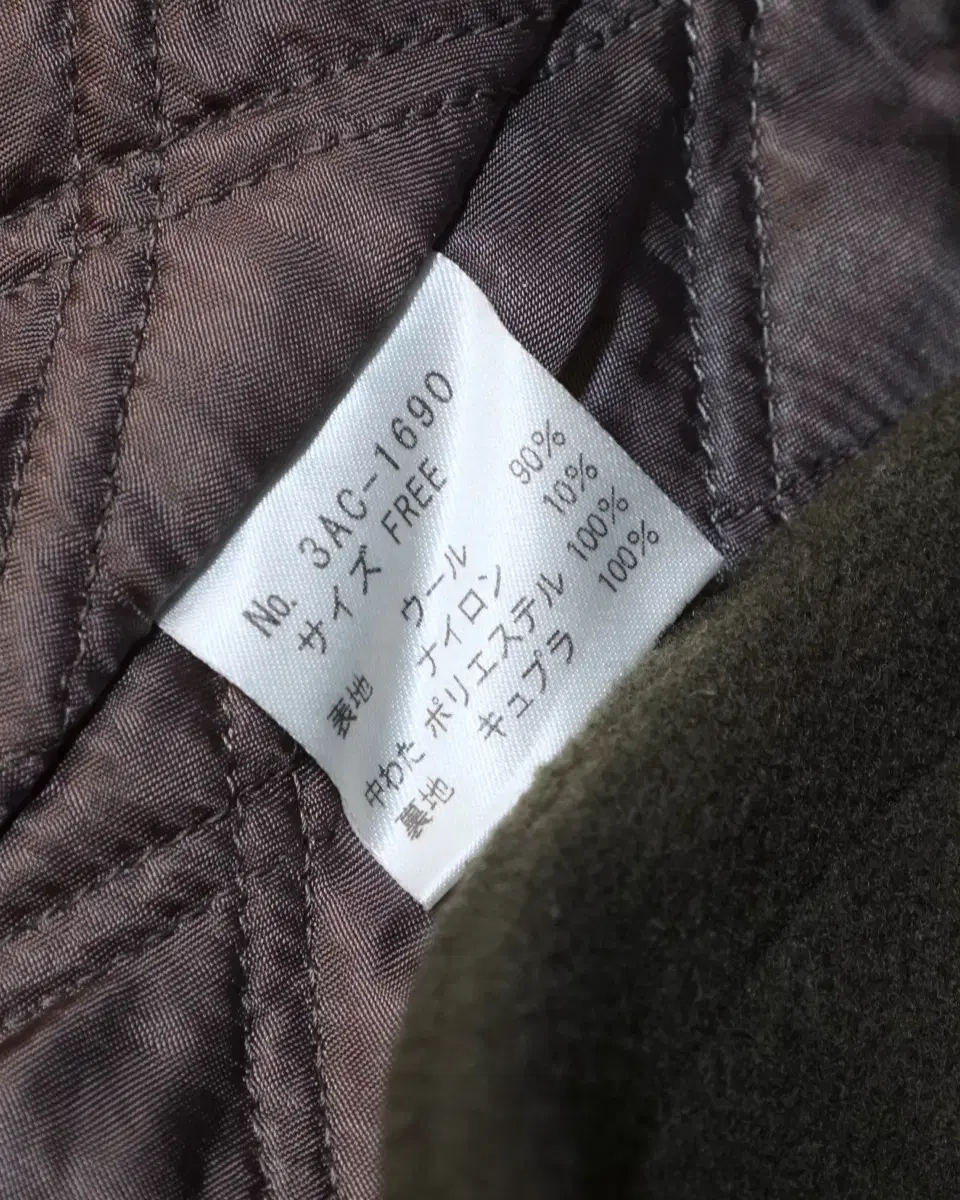 No. 3AC-1690
サイズ FREE
表地 ウール 90%
ナイロン 10%
中わた ポリエステル 100%
裏地 キュプラ 100%